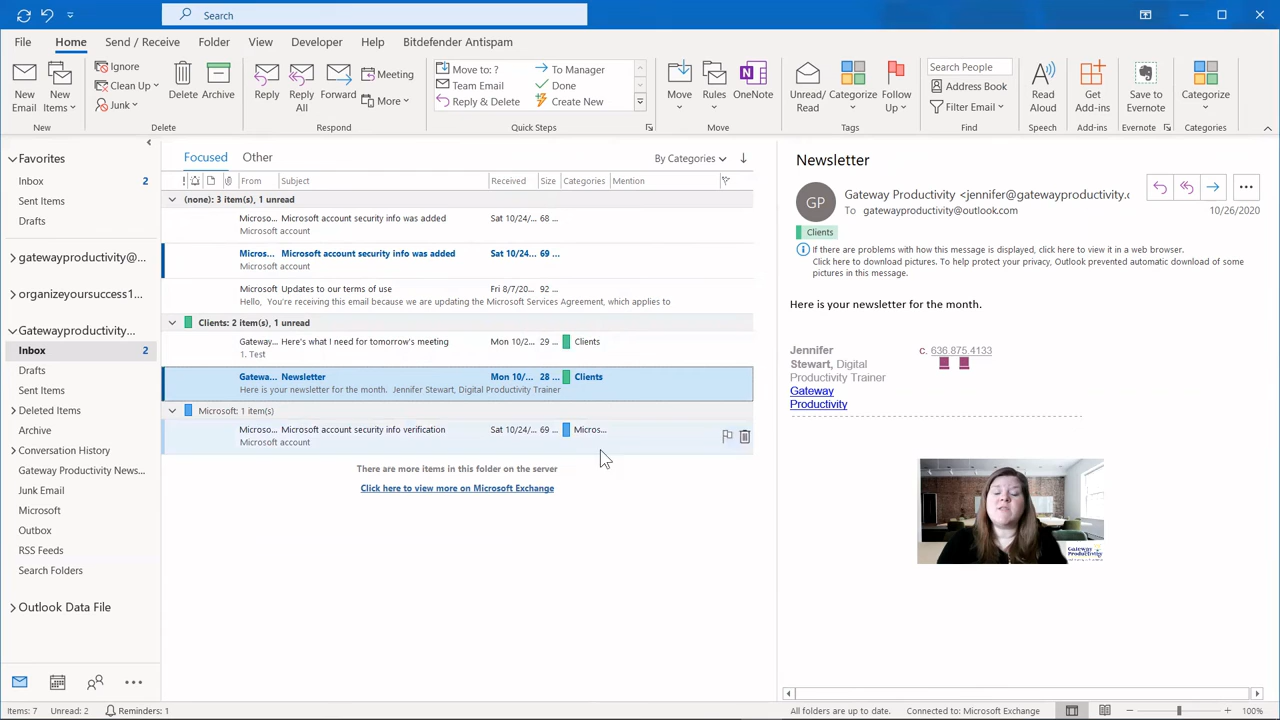 Search
File Home Send / Receive Folder View Developer Help Bitdefender Antispam
New Email
New Items
Ignore
Clean Up
Junk
Delete
Archive
Reply
Reply All
Forward
Meeting
More
Move to: ?
Team Email
Reply & Delete
To Manager
Done
Create New
Move
Rules
OneNote
Unread/ Read
Categorize
Follow Up
Search People
Address Book
Filter Email
Read Aloud
Get Add-ins
Save to Evernote
Categorize
New Delete Respond Quick Steps Move Tags Find Speech Add-ins Evernote Categories
Favorites
Inbox 2
Sent Items
Drafts
gatewayproductivity@...
organizeyoursuccess1...
Gatewayproductivity...
Inbox 2
Drafts
Sent Items
Deleted Items
Archive
Conversation History
Gateway Productivity News...
Junk Email
Microsoft
Outbox
RSS Feeds
Search Folders
Outlook Data File
Focused Other By Categories
From Subject Received Size Categories Mention
(none): 3 item(s), 1 unread
Microso... Microsoft account security info was added Sat 10/24/... 68 ...
Microsoft account
Micros... Microsoft account security info was added Sat 10/24... 69 ...
Microsoft account
Microsoft Updates to our terms of use Fri 8/7/20... 92 ...
Hello, You're receiving this email because we are updating the Microsoft Services Agreement, which applies to
Clients: 2 item(s), 1 unread
Gateway... Here's what I need for tomorrow's meeting Mon 10/2... 29 ... Clients
1. Test
Gatewa... Newsletter Mon 10/... 28 ... Clients
Here is your newsletter for the month. Jennifer Stewart, Digital Productivity Trainer
Microsoft: 1 item(s)
Microso... Microsoft account security info verification Sat 10/24/... 69 ... Micros...
Microsoft account
There are more items in this folder on the server
Click here to view more on Microsoft Exchange
Newsletter
GP
Gateway Productivity <jennifer@gatewayproductivity.c
To gatewayproductivity@outlook.com
10/26/2020
Clients
If there are problems with how this message is displayed, click here to view it in a web browser.
Click here to download pictures. To help protect your privacy, Outlook prevented automatic download of some
pictures in this message.
Here is your newsletter for the month.
Jennifer c. 636.875.4133
Stewart, Digital
Productivity Trainer
Gateway
Productivity
Gateway
Productivity
Items: 7 Unread: 2 Reminders: 1 All folders are up to date. Connected to: Microsoft Exchange 100%